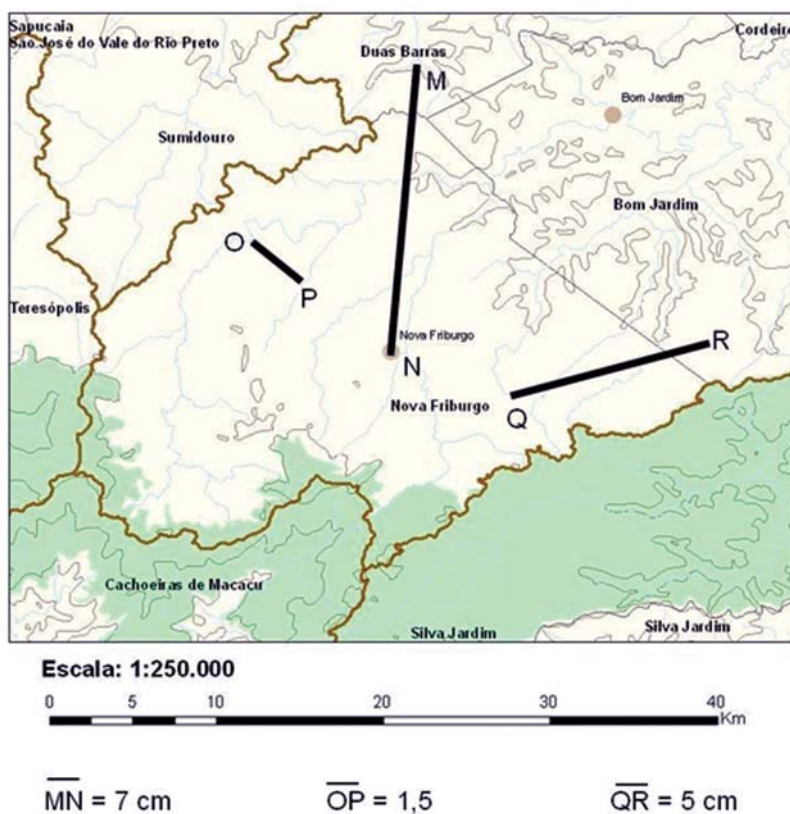 Sapucaia
São José do Vale do Rio Preto
Duas Barras
Cordeiro
M
Bom Jardim
Sumidouro
Bom Jardim
O
P
Teresópolis
Nova Friburgo
R
N
Nova Friburgo
Q
Cachoeiras de Macacu
Silva Jardim
Silva Jardim
Escala: 1:250.000
0 5 10 20 30 40
Km
MN = 7 cm OP = 1,5 QR = 5 cm